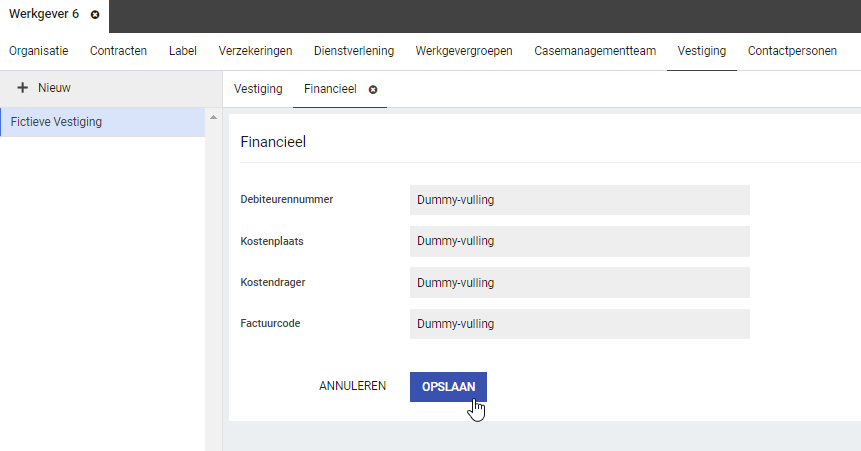 Werkgever 6
Organisatie Contracten Label Verzekeringen Dienstverlening Werkgevergroepen Casemanagementteam Vestiging Contactpersonen
+ Nieuw
Vestiging Financieel
Fictieve Vestiging
Financieel
Debiteurennummer Dummy-vulling
Kostenplaats Dummy-vulling
Kostendrager Dummy-vulling
Factuurcode Dummy-vulling
ANNULEREN OPSLAAN